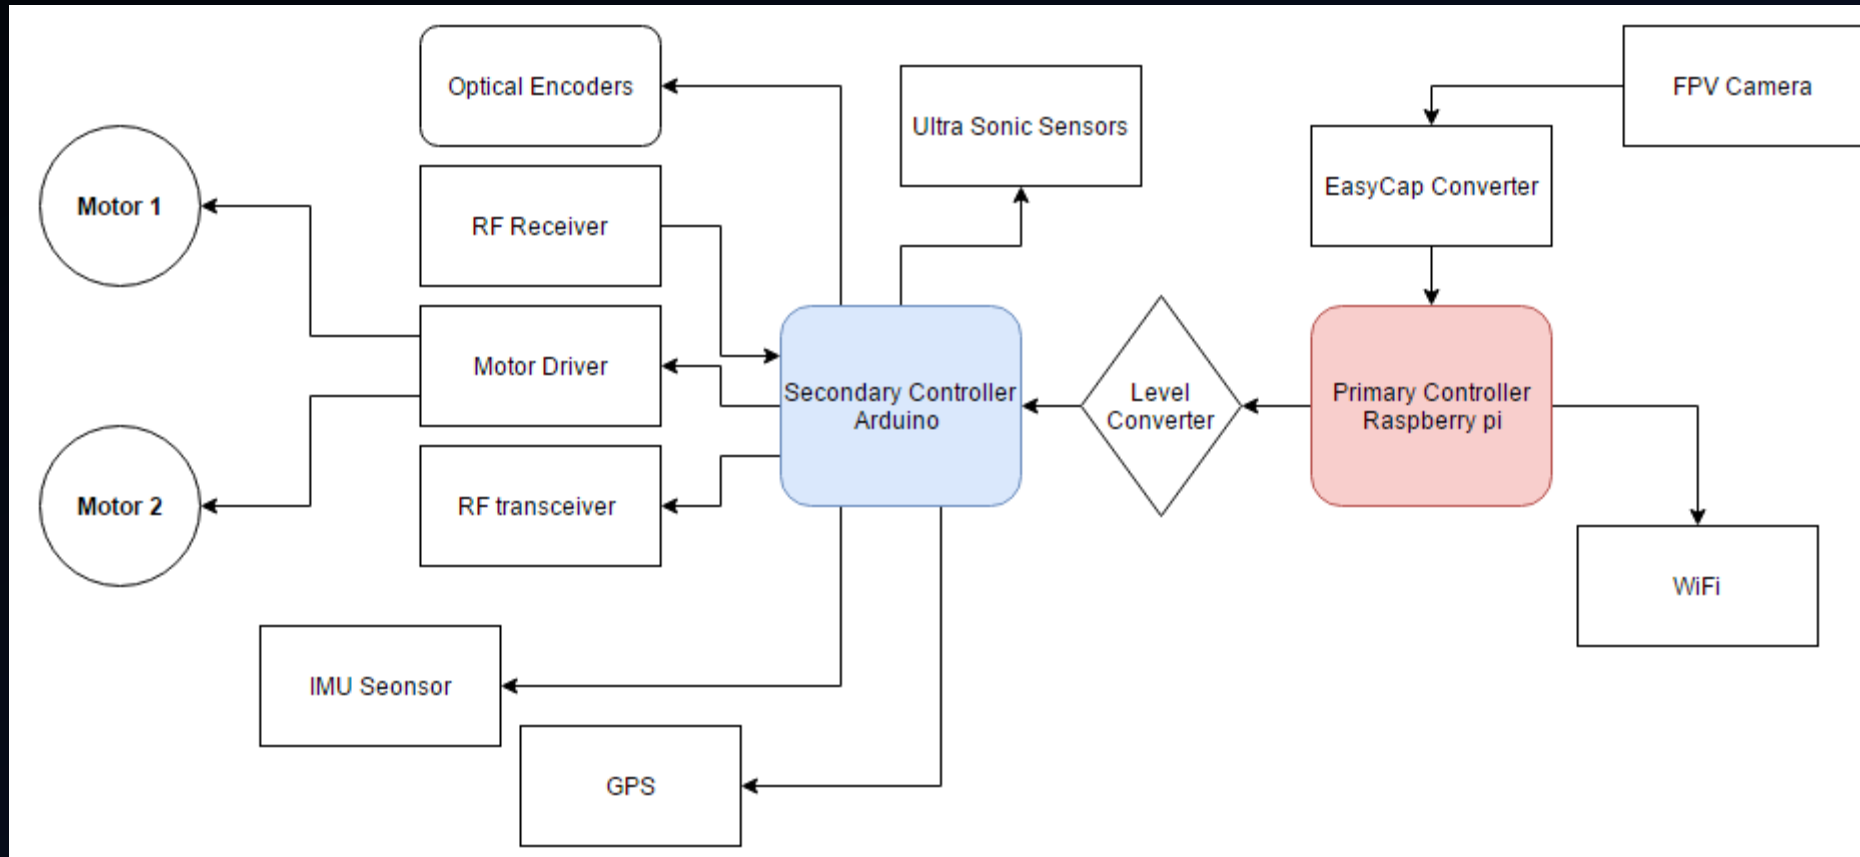 Optical Encoders
FPV Camera
Ultra Sonic Sensors
EasyCap Converter
Motor 1
RF Receiver
Motor Driver
Secondary Controller
Arduino
Level
Converter
Primary Controller
Raspberry pi
Motor 2
RF transceiver
WiFi
IMU Seonsor
GPS